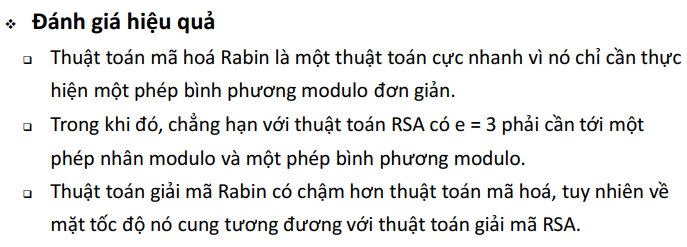 ❖ Đánh giá hiệu quả
❑ Thuật toán mã hoá Rabin là một thuật toán cực nhanh vì nó chỉ cần thực
hiện một phép bình phương modulo đơn giản.
❑ Trong khi đó, chẳng hạn với thuật toán RSA có e = 3 phải cần tới một
phép nhân modulo và một phép bình phương modulo.
❑ Thuật toán giải mã Rabin có chậm hơn thuật toán mã hoá, tuy nhiên về
mặt tốc độ nó cung tương đương với thuật toán giải mã RSA.